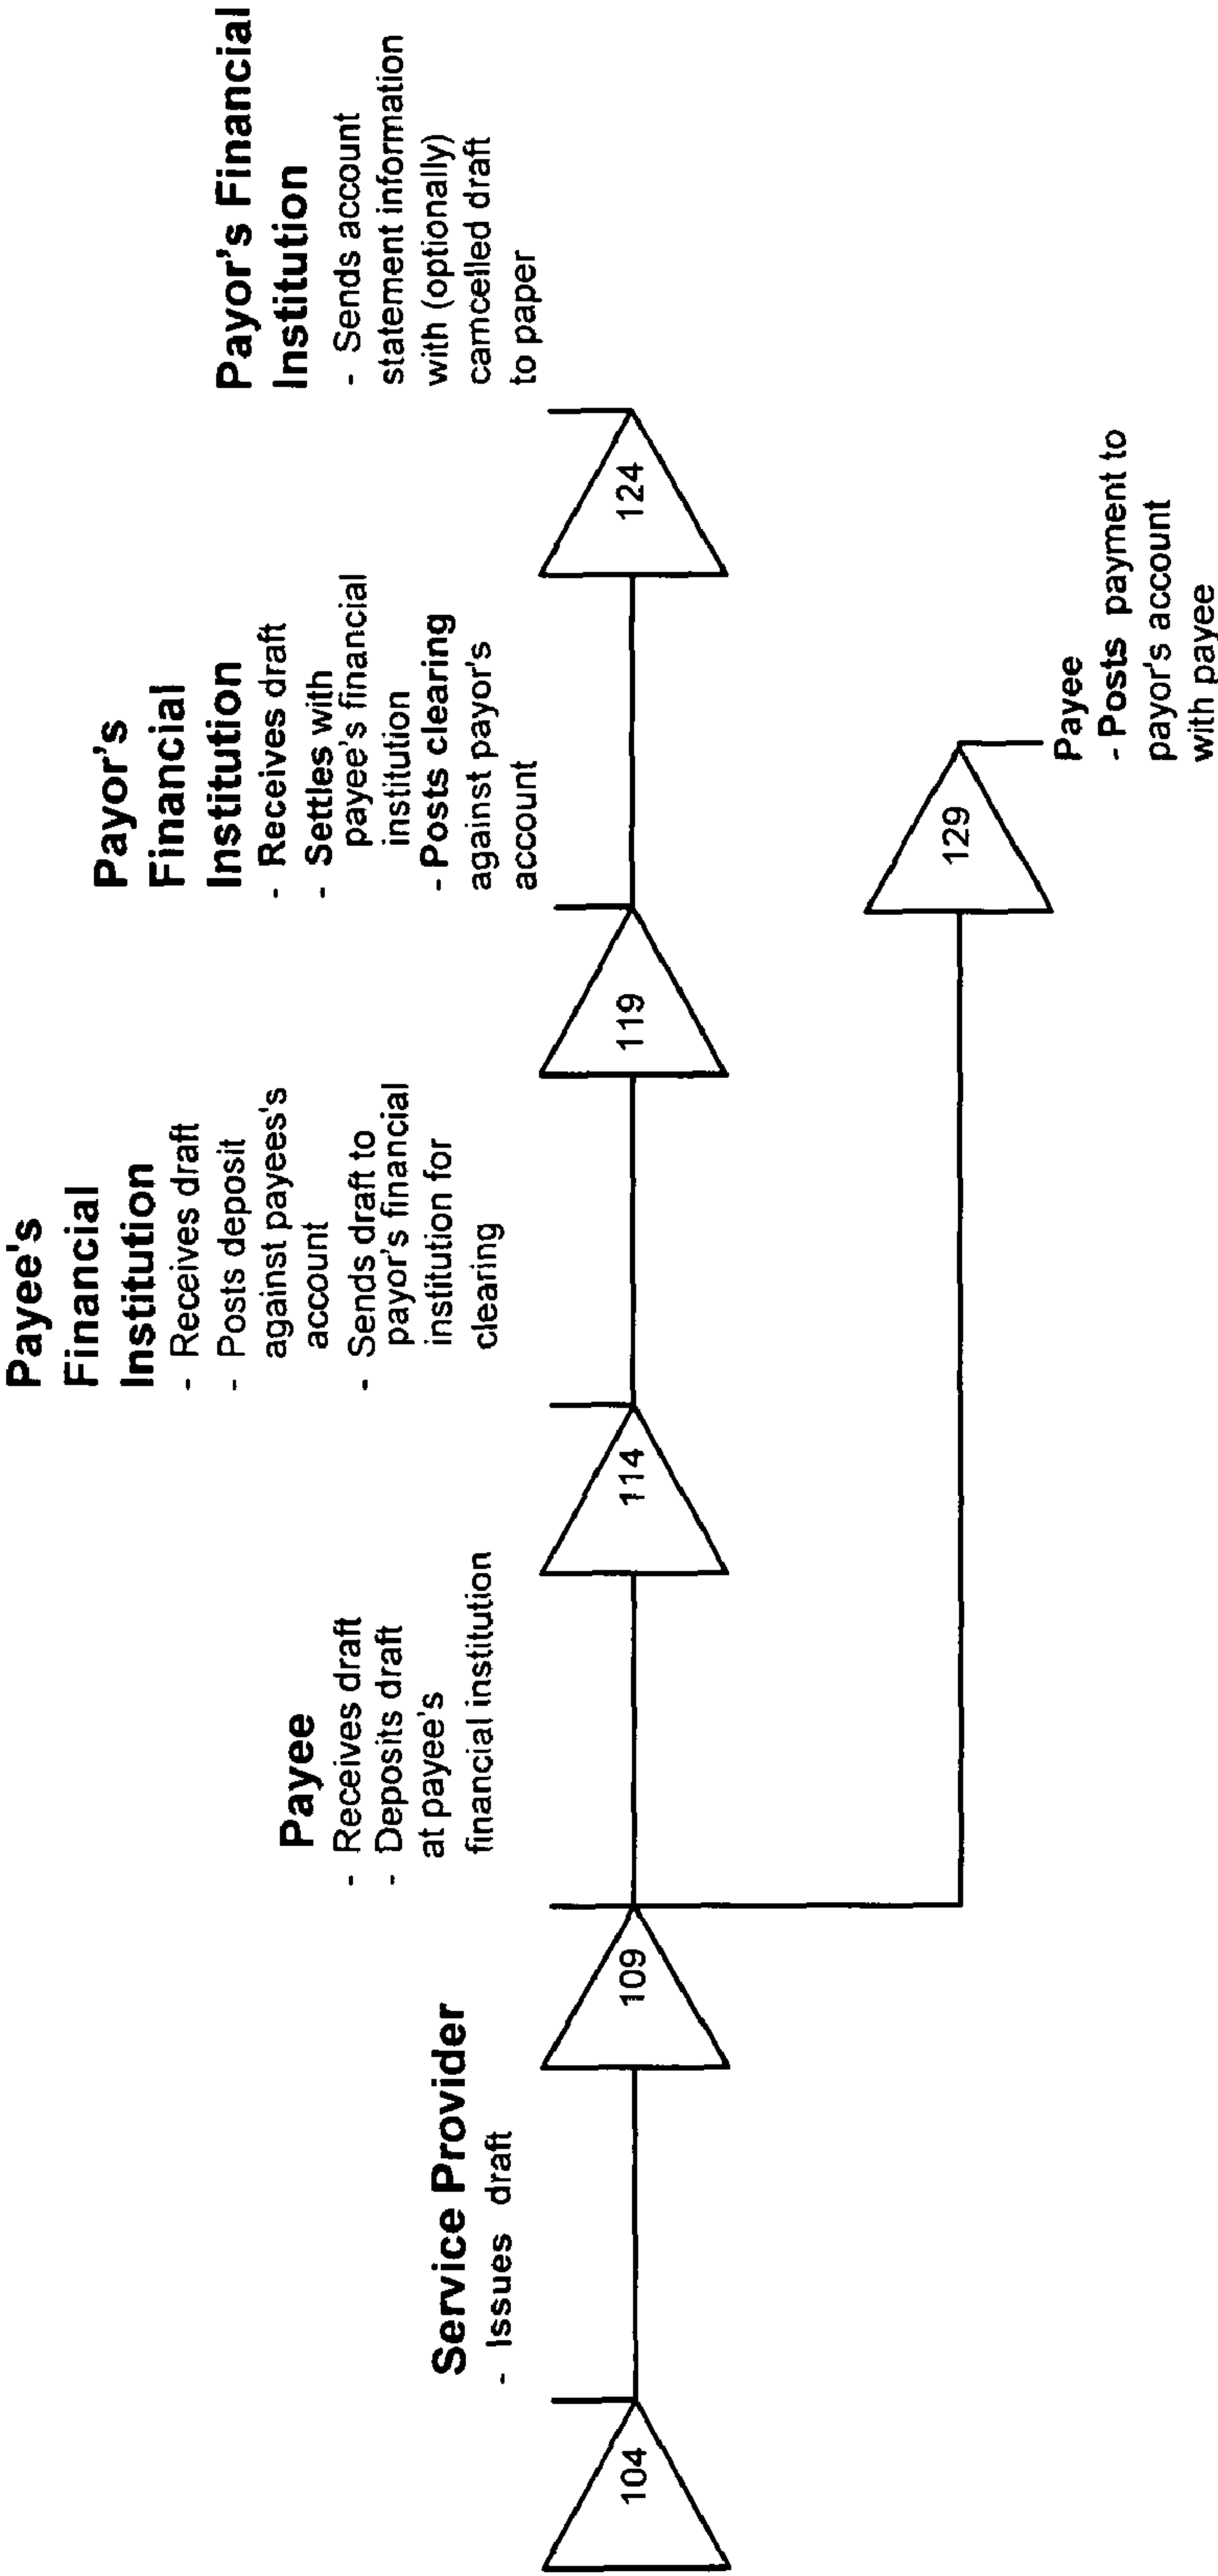 Service Provider
- Issues draft
Payee
- Receives draft
- Deposits draft
at payee's
financial institution
Payee's
Financial
Institution
- Receives draft
- Posts deposit
against payees's
account
- Sends draft to
payor's financial
institution for
clearing
Payor's
Financial
Institution
- Receives draft
- Settles with
payee's financial
institution
- Posts clearing
against payor's
account
Payor's Financial
Institution
- Sends account
statement information
with (optionally)
camcelled draft
to paper
104
109
114
119
124
129
Payee
- Posts payment to
payor's account
with payee